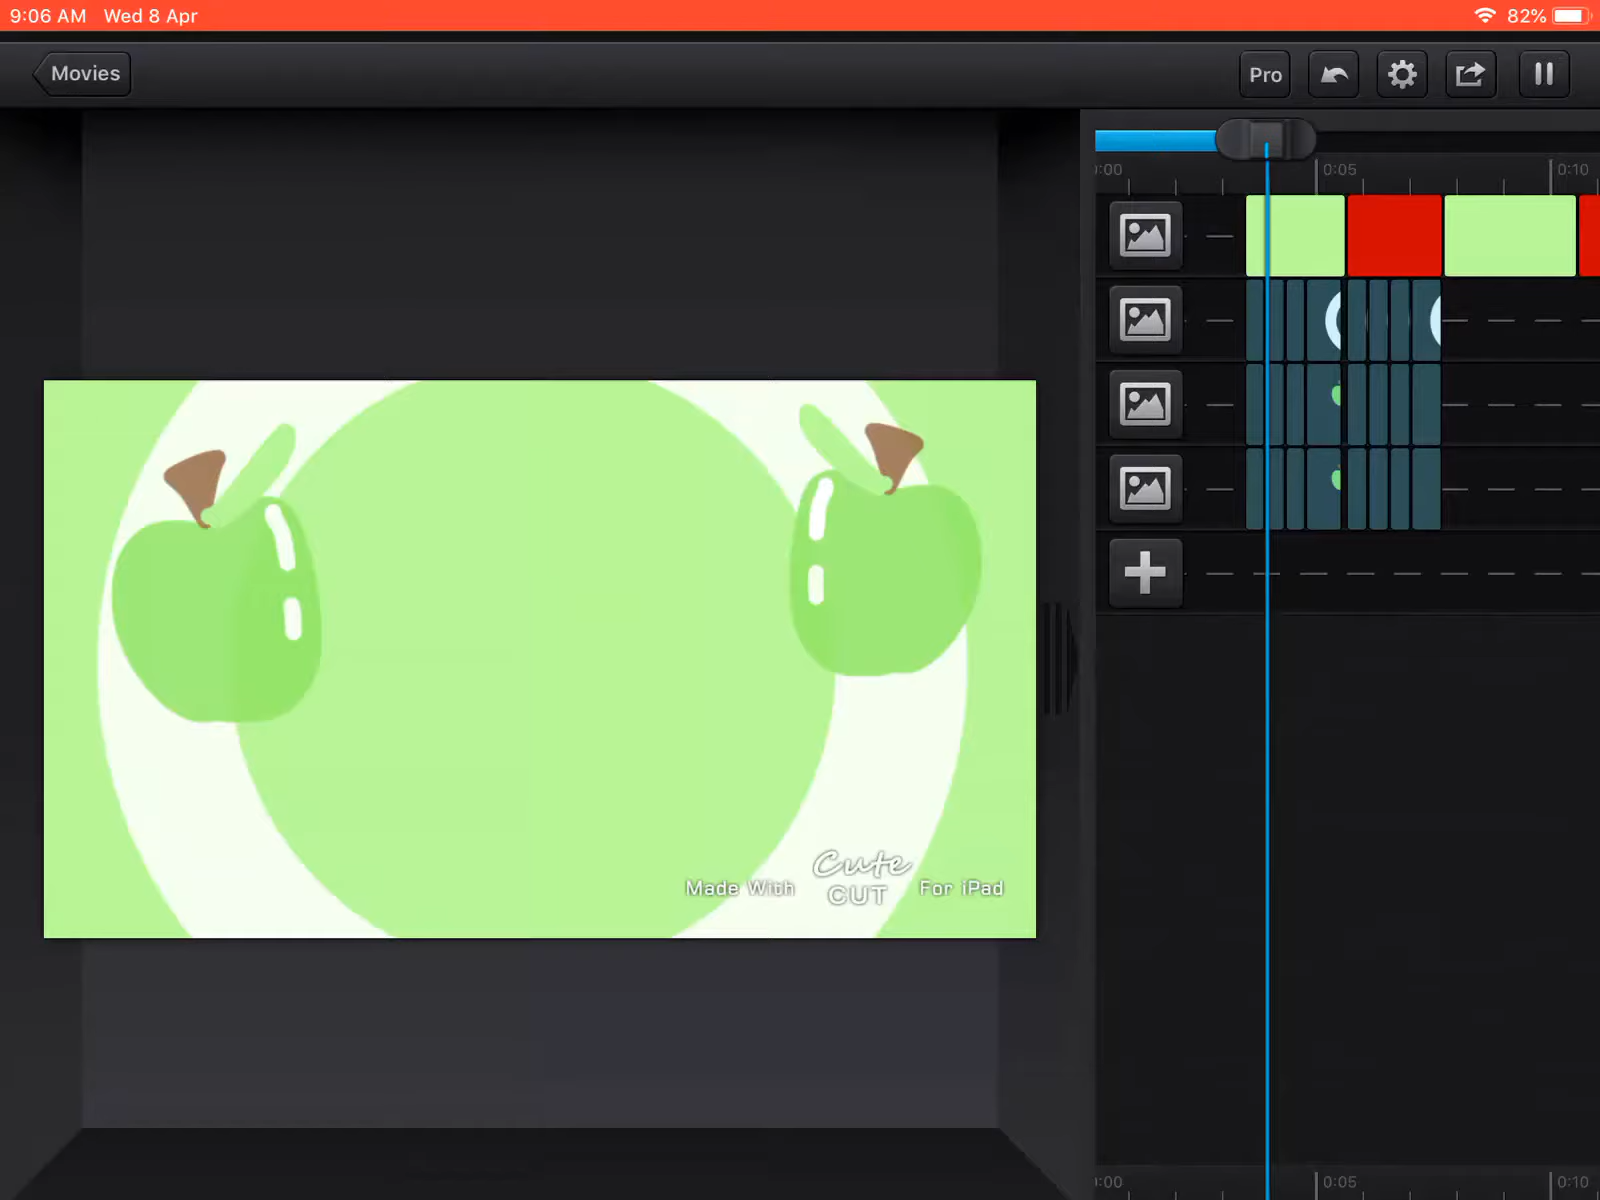 9:06 AM Wed 8 Apr 82%
Movies Pro
:00 0:05 0:10
Made With Cute CUT For iPad
:00 0:05 0:10